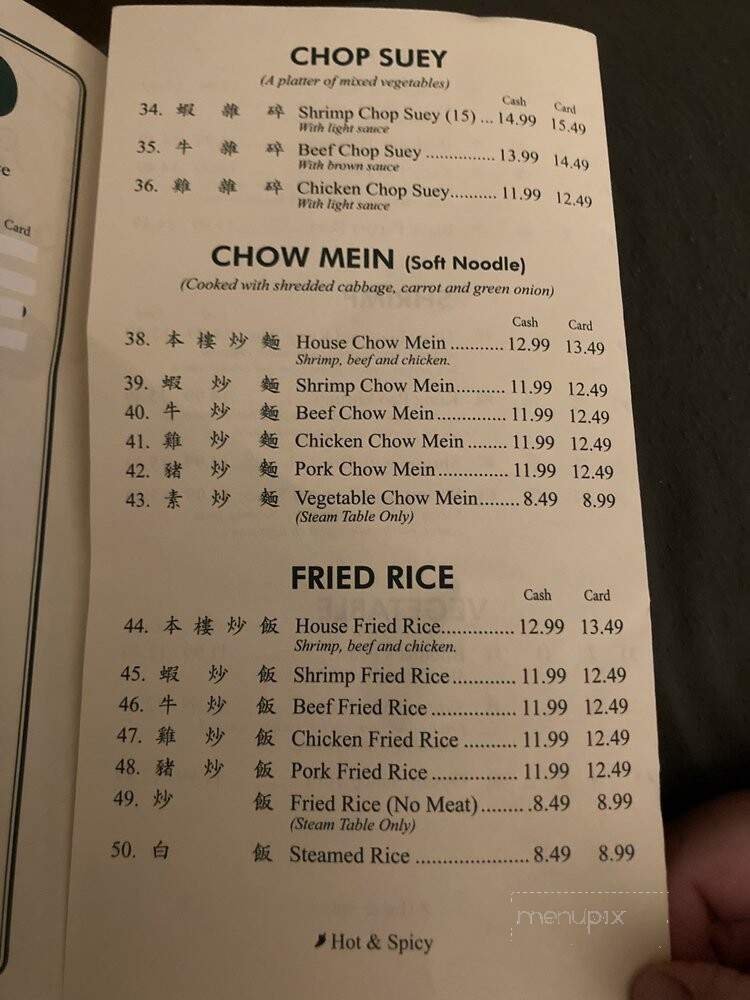 e
Card
CHOP SUEY
(A platter of mixed vegetables)
Cash Card
34. 蝦 雜 碎 Shrimp Chop Suey (15) ... 14.99 15.49
With light sauce
35. 牛 雜 碎 Beef Chop Suey ............... 13.99 14.49
With brown sauce
36. 雞 雜 碎 Chicken Chop Suey.......... 11.99 12.49
With light sauce
CHOW MEIN (Soft Noodle)
(Cooked with shredded cabbage, carrot and green onion)
Cash Card
38. 本 樓 炒 麵 House Chow Mein ........... 12.99 13.49
Shrimp, beef and chicken.
39. 蝦 炒 麵 Shrimp Chow Mein.......... 11.99 12.49
40. 牛 炒 麵 Beef Chow Mein.............. 11.99 12.49
41. 雞 炒 麵 Chicken Chow Mein ........ 11.99 12.49
42. 豬 炒 麵 Pork Chow Mein.............. 11.99 12.49
43. 素 炒 麵 Vegetable Chow Mein....... 8.49 8.99
(Steam Table Only)
FRIED RICE
Cash Card
44. 本 樓 炒 飯 House Fried Rice............. 12.99 13.49
Shrimp, beef and chicken.
45. 蝦 炒 飯 Shrimp Fried Rice ........... 11.99 12.49
46. 牛 炒 飯 Beef Fried Rice ............... 11.99 12.49
47. 雞 炒 飯 Chicken Fried Rice ......... 11.99 12.49
48. 豬 炒 飯 Pork Fried Rice ............... 11.99 12.49
49. 炒 飯 Fried Rice (No Meat)....... .8.49 8.99
(Steam Table Only)
50. 白 飯 Steamed Rice .................... 8.49 8.99
Hot & Spicy
menupix